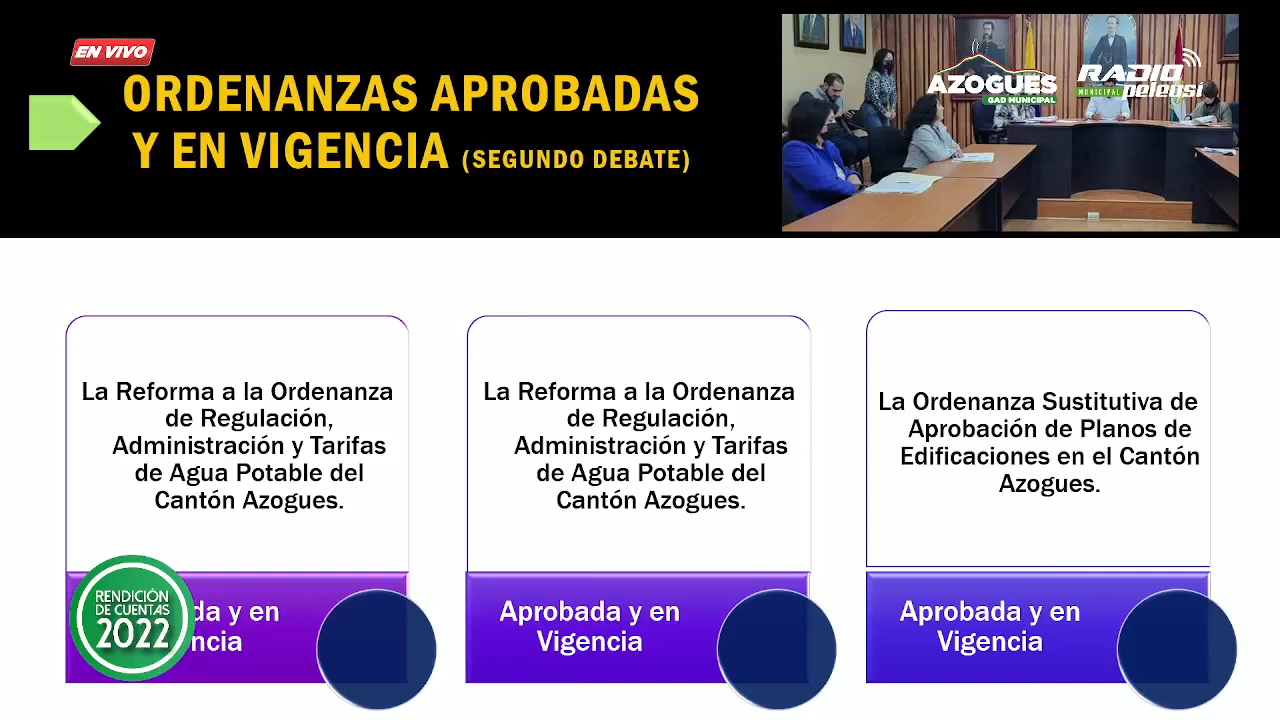 EN VIVO
ORDENANZAS APROBADAS
Y EN VIGENCIA (SEGUNDO DEBATE)
AZOGUES
GAD MUNICIPAL
RADIO
MUNICIPAL peleusí
La Reforma a la Ordenanza
de Regulación,
Administración y Tarifas
de Agua Potable del
Cantón Azogues.
La Reforma a la Ordenanza
de Regulación,
Administración y Tarifas
de Agua Potable del
Cantón Azogues.
La Ordenanza Sustitutiva de
Aprobación de Planos de
Edificaciones en el Cantón
Azogues.
RENDICIÓN
DE CUENTAS
2022
da y en
ncia
Aprobada y en
Vigencia
Aprobada y en
Vigencia